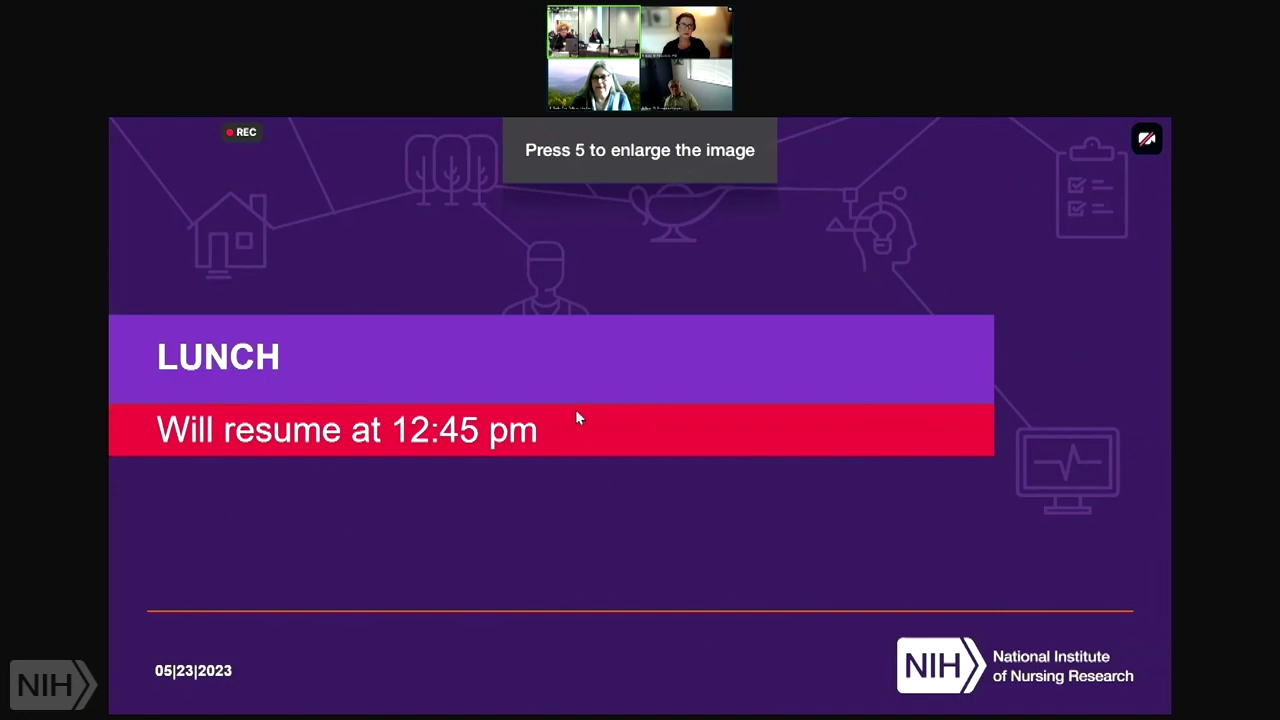 REC
Press 5 to enlarge the image
LUNCH
Will resume at 12:45 pm
05|23|2023
NIH
National Institute
of Nursing Research
NIH